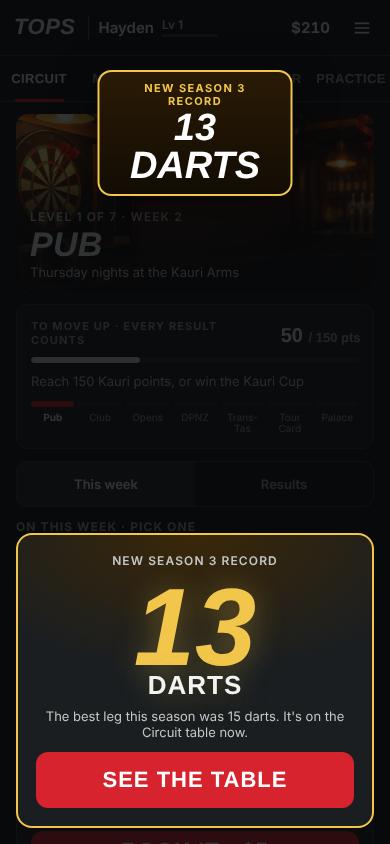 TOPS Hayden Lv 1 $210
CIRCUIT PRACTICE
NEW SEASON 3
RECORD
13
DARTS
LEVEL 1 OF 7 · WEEK 2
PUB
Thursday nights at the Kauri Arms
TO MOVE UP · EVERY RESULT
COUNTS
50 / 150 pts
Reach 150 Kauri points, or win the Kauri Cup
Pub Club Opens DPNZ Trans- Tour Palace
Tas Card
This week Results
ON THIS WEEK · PICK ONE
NEW SEASON 3 RECORD
13
DARTS
The best leg this season was 15 darts. It's on the
Circuit table now.
SEE THE TABLE